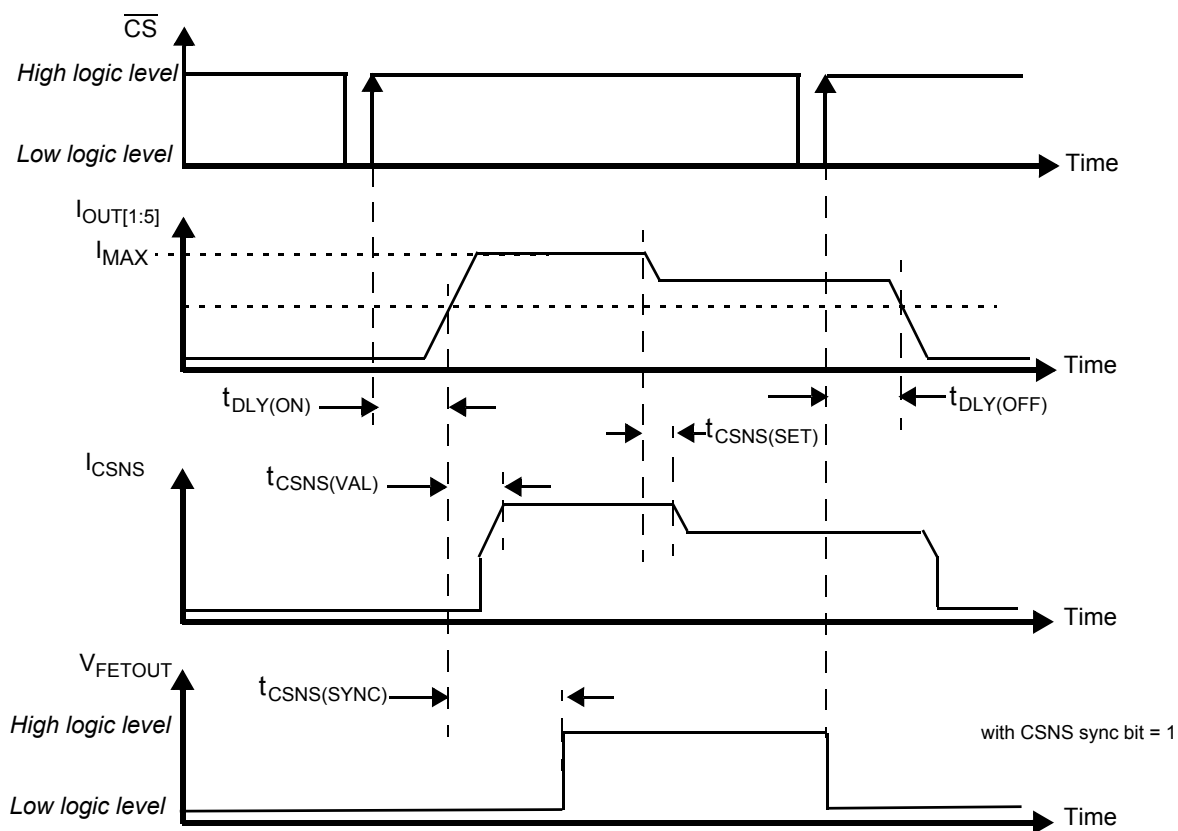 CS
High logic level
Low logic level
Time
IOUT[1:5]
IMAX
Time
tDLY(ON)
tDLY(OFF)
tCSNS(SET)
ICSNS
tCSNS(VAL)
Time
VFETOUT
tCSNS(SYNC)
High logic level
with CSNS sync bit = 1
Low logic level
Time